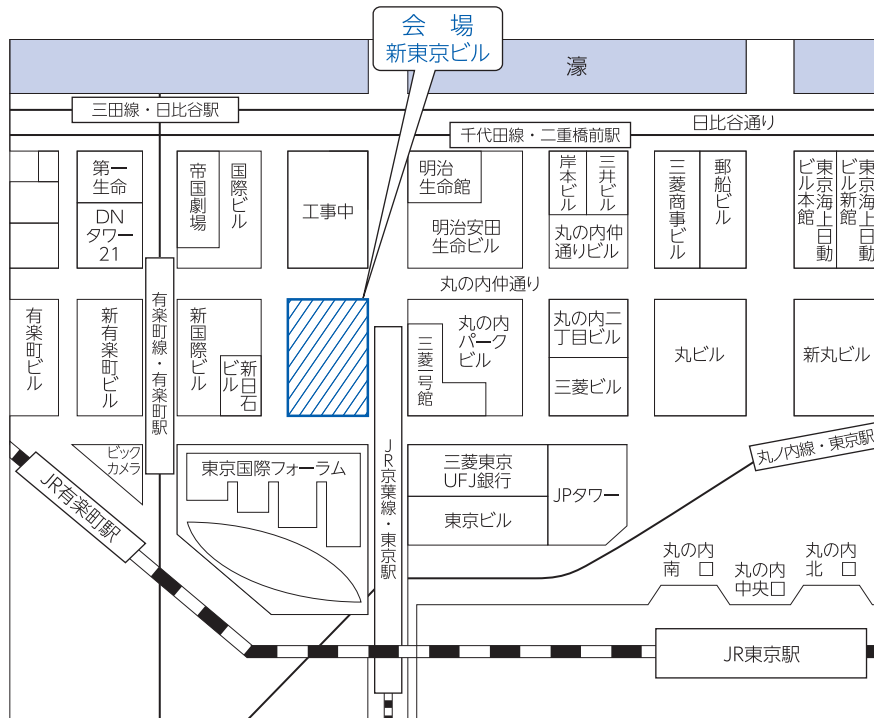 会 場
新東京ビル
濠
三田線・日比谷駅
日比谷通り
千代田線・二重橋前駅
第一
生命
DN
タワー
21
帝国劇場
国際ビル
工事中
明治
生命館
明治安田
生命ビル
岸本ビル
三井ビル
丸の内仲
通りビル
三菱商事ビル
郵船ビル
東京海上日動
ビル本館
東京海上日動
ビル新館
丸の内仲通り
有楽町ビル
新有楽町ビル
有楽町線・有楽町駅
新国際ビル
新日石
ビル
三菱一号館
丸の内
パーク
ビル
丸の内二
丁目ビル
三菱ビル
丸ビル
新丸ビル
ビック
カメラ
JR有楽町駅
東京国際フォーラム
JR京葉線・東京駅
三菱東京
UFJ銀行
東京ビル
JPタワー
丸ノ内線・東京駅
丸の内
南 口
丸の内
中央口
丸の内
北 口
JR東京駅